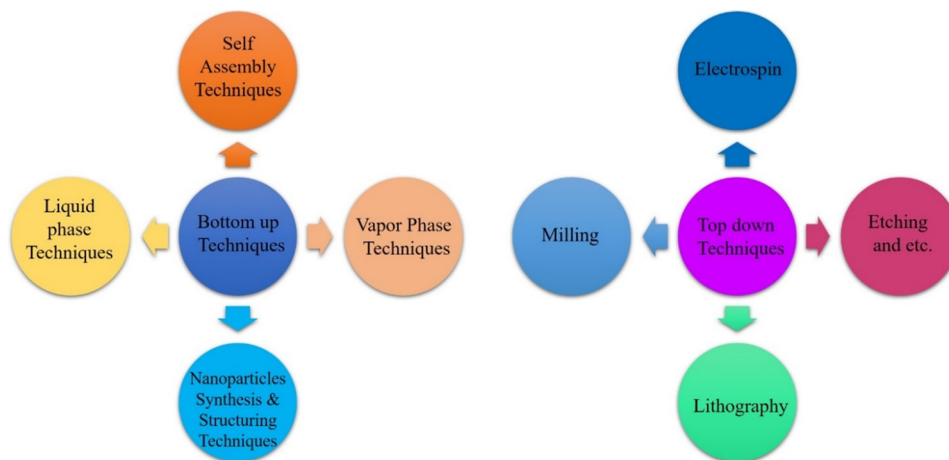 Self
Assembly
Techniques
Liquid
phase
Techniques
Bottom up
Techniques
Vapor Phase
Techniques
Nanoparticles
Synthesis &
Structuring
Techniques
Electrospin
Milling
Top down
Techniques
Etching
and etc.
Lithography